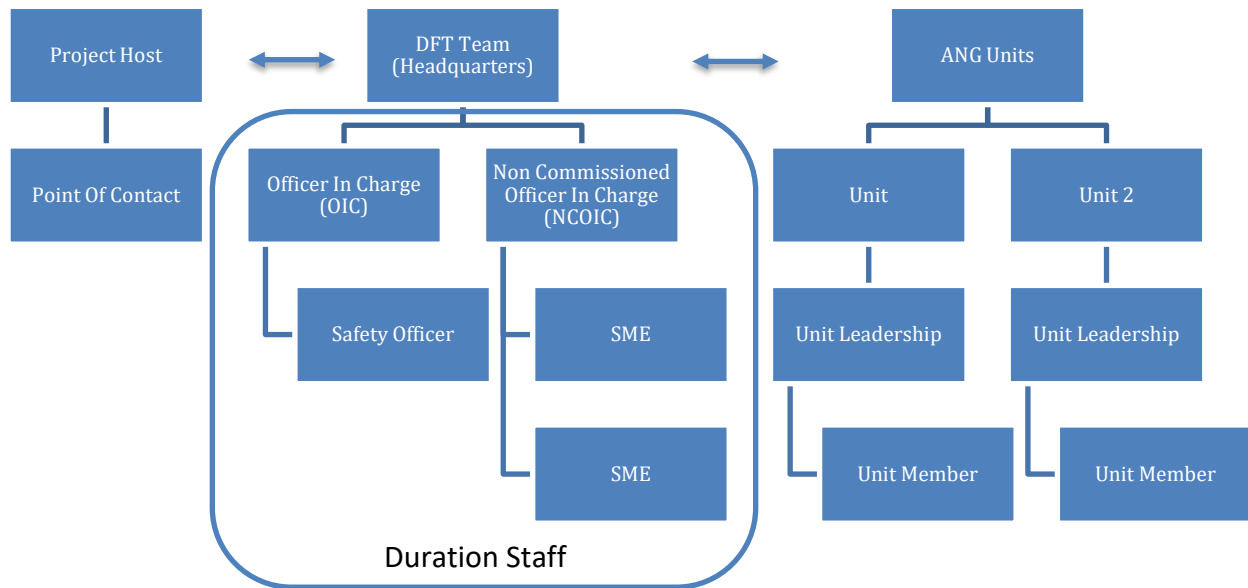 Project Host
DFT Team
(Headquarters)
ANG Units
Point Of Contact
Officer In Charge
(OIC)
Non Commissioned
Officer In Charge
(NCOIC)
Unit
Unit 2
Safety Officer
SME
Unit Leadership
Unit Leadership
SME
Unit Member
Unit Member
Duration Staff